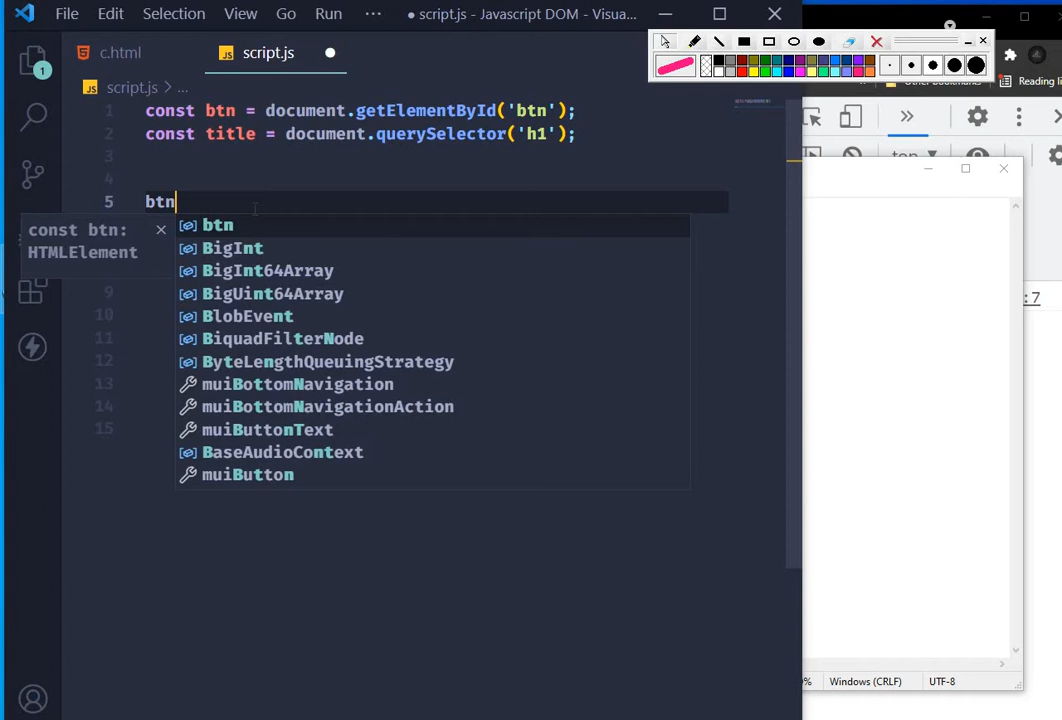 File Edit Selection View Go Run ··· ● script.js - Javascript DOM - Visua...
c.html script.js
script.js > ...
1 const btn = document.getElementById('btn');
2 const title = document.querySelector('h1');
3
4
5 btn
const btn: HTMLElement
btn
BigInt
BigInt64Array
BigUint64Array
BlobEvent
BiquadFilterNode
ByteLengthQueuingStrategy
muiBottomNavigation
muiBottomNavigationAction
muiButtonText
BaseAudioContext
muiButton
9
10
11
12
13
14
15
1
Reading li
top
:7
Windows (CRLF) UTF-8